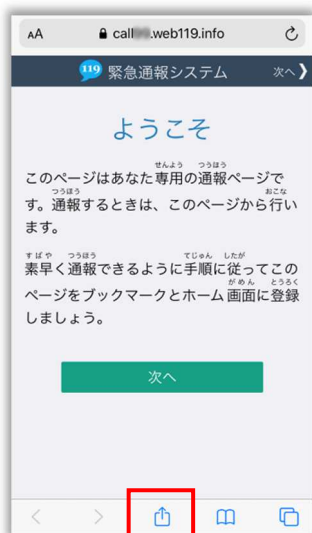 AA call .web119.info
119 緊急通報システム 次へ
ようこそ
このページはあなた専用の通報ページで
す。通報するときは、このページから行い
ます。
素早く通報できるように手順に従ってこの
ページをブックマークとホーム画面に登録
しましょう。
次へ